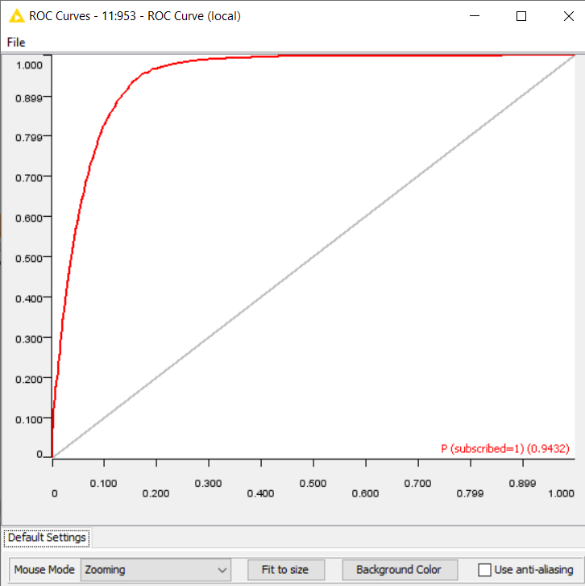 ROC Curves - 11:953 - ROC Curve (local)
File
1.000
0.899
0.799
0.700
0.600
0.500
0.400
0.300
0.200
0.100
0
P (subscribed=1) (0.9432)
0.100 0.300 0.500 0.700 0.899
0 0.200 0.400 0.600 0.799 1.000
Default Settings
Mouse Mode Zooming Fit to size Background Color Use anti-aliasing